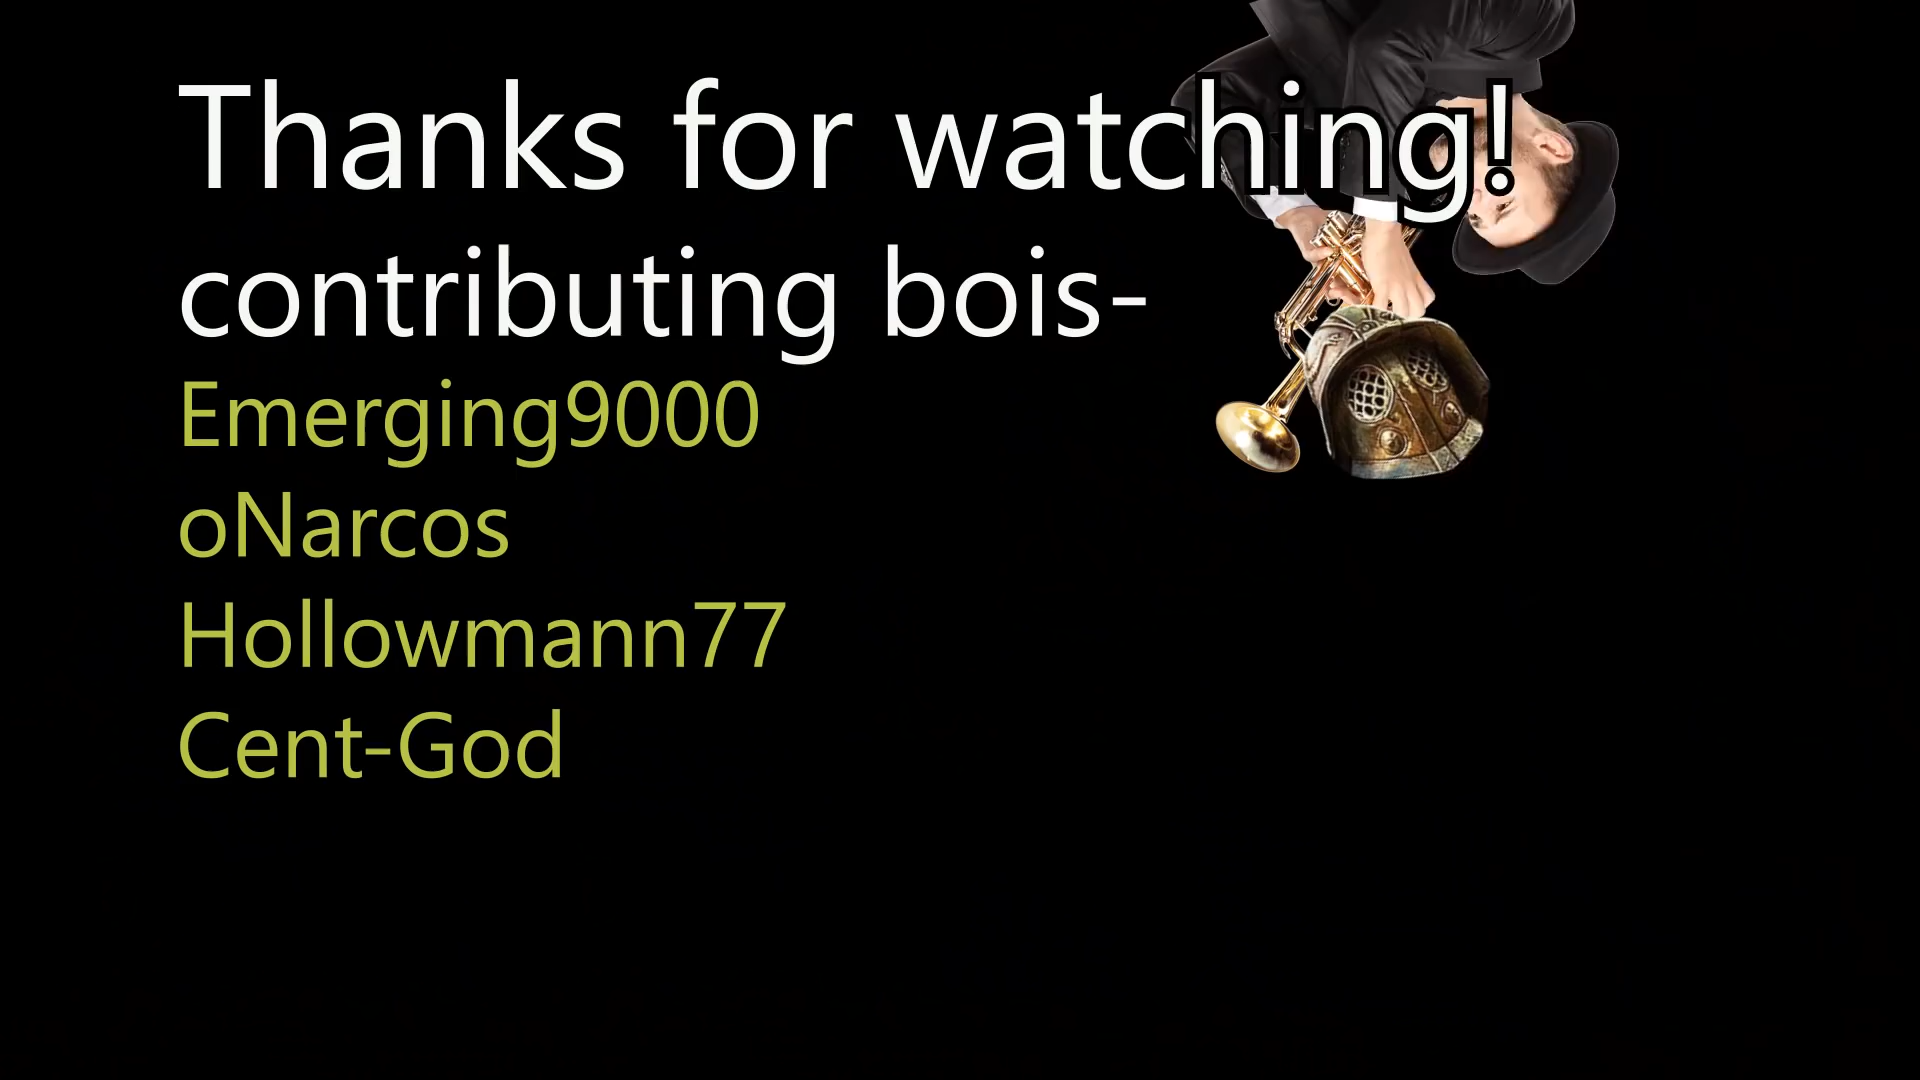 Thanks for watching!
contributing bois-
Emerging9000
oNarcos
Hollowmann77
Cent-God